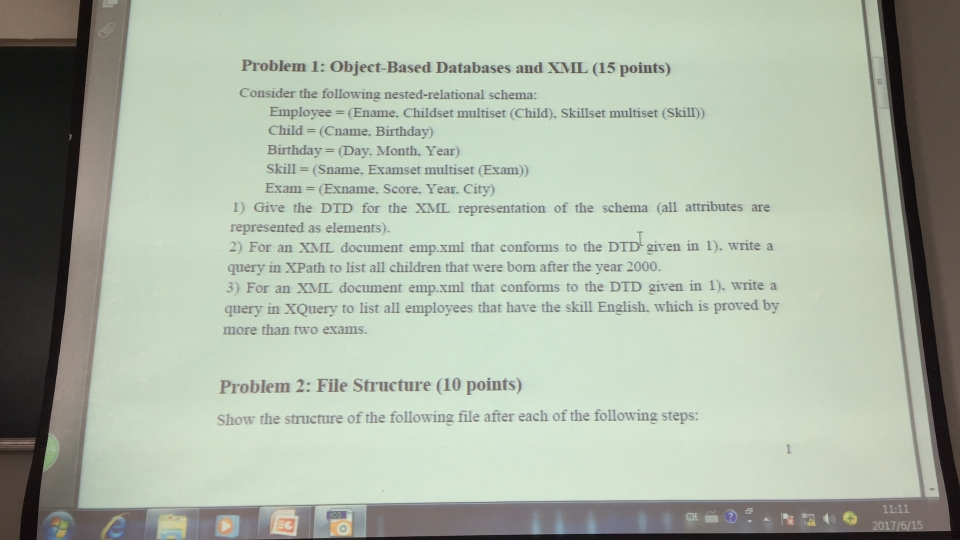 Problem 1: Object-Based Databases and XML (15 points)
Consider the following nested-relational schema:
Employee = (Ename, Childset multiset (Child), Skillset multiset (Skill))
Child = (Cname, Birthday)
Birthday = (Day, Month, Year)
Skill = (Sname, Examset multiset (Exam))
Exam = (Exname, Score, Year, City)
1) Give the DTD for the XML representation of the schema (all attributes are
represented as elements).
2) For an XML document emp.xml that conforms to the DTD given in 1), write a
query in XPath to list all children that were born after the year 2000.
3) For an XML document emp.xml that conforms to the DTD given in 1), write a
query in XQuery to list all employees that have the skill English, which is proved by
more than two exams.
Problem 2: File Structure (10 points)
Show the structure of the following file after each of the following steps:
1
CH
11:11
2017/6/15